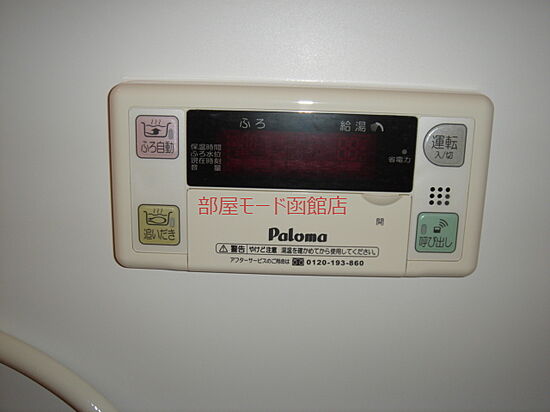 ふろ 給湯
ふろ自動
保温時間
ふろ水位
現在時刻
音量
省電力
運転
入/切
部屋モード函館店
開
追いだき
Paloma
呼び出し
警告 やけど注意 湯温を確かめてから使用してください。
アフターサービスのご用命は 0120-193-860